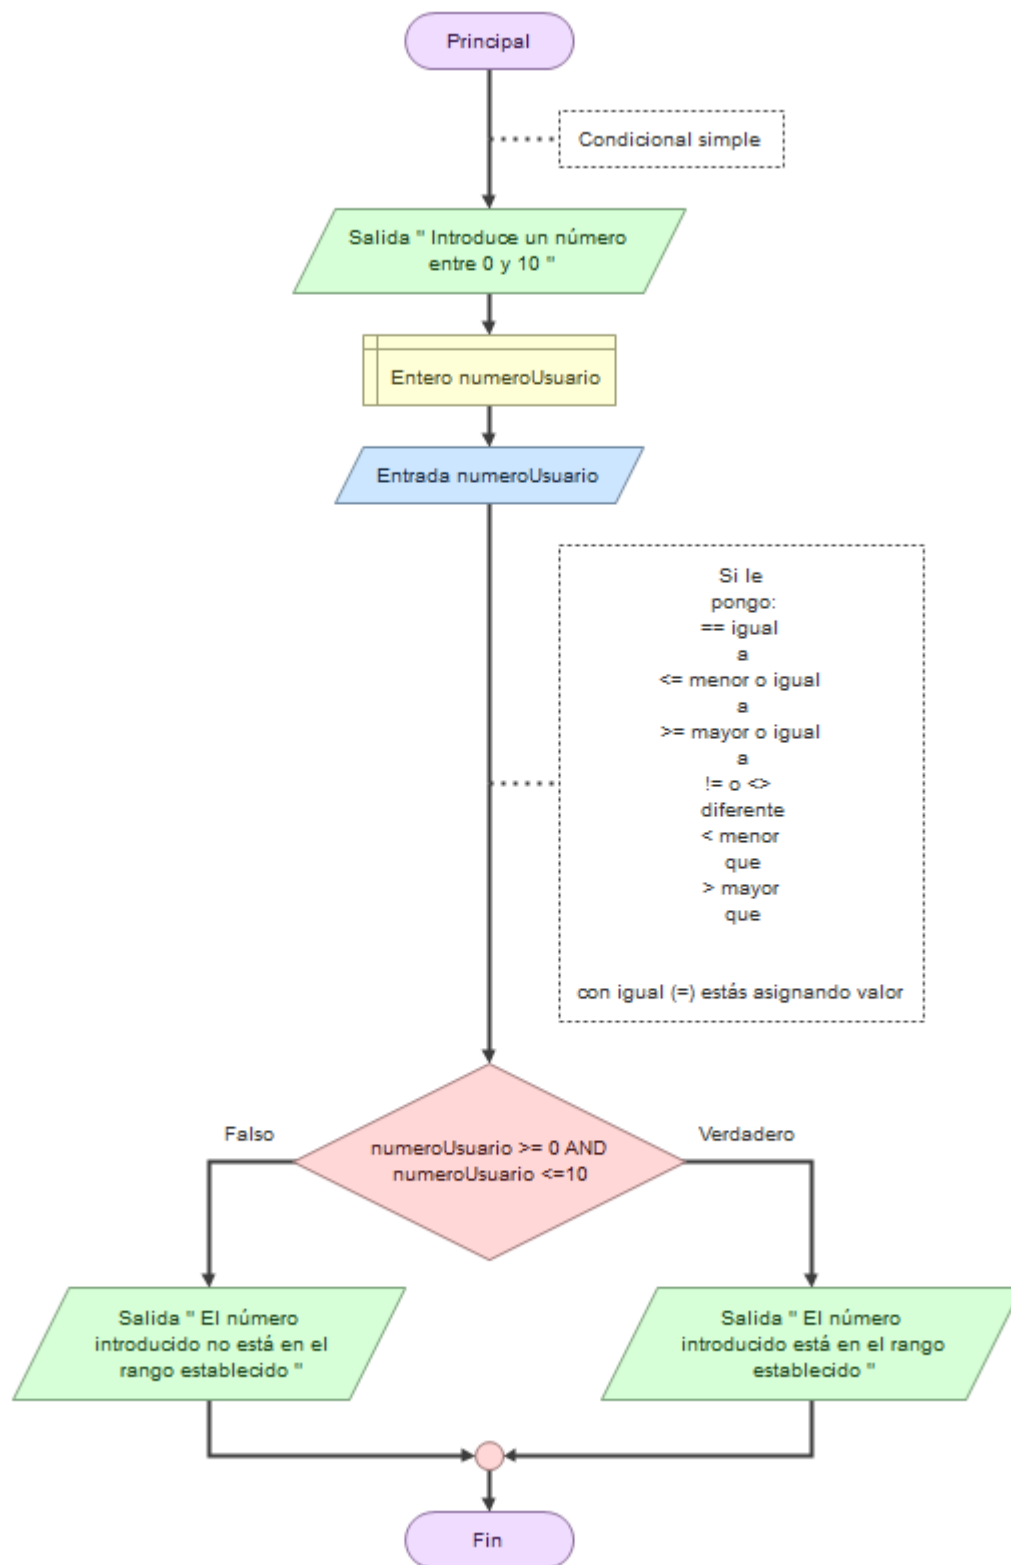 Principal
Condicional simple
Salida " Introduce un número
entre 0 y 10 "
Entero numeroUsuario
Entrada numeroUsuario
Si le
pongo:
== igual
a
<= menor o igual
a
>= mayor o igual
a
!= o <>
diferente
< menor
que
> mayor
que
con igual (=) estás asignando valor
Falso
numeroUsuario >= 0 AND
numeroUsuario <=10
Verdadero
Salida " El número
introducido no está en el
rango establecido "
Salida " El número
introducido está en el rango
establecido "
Fin